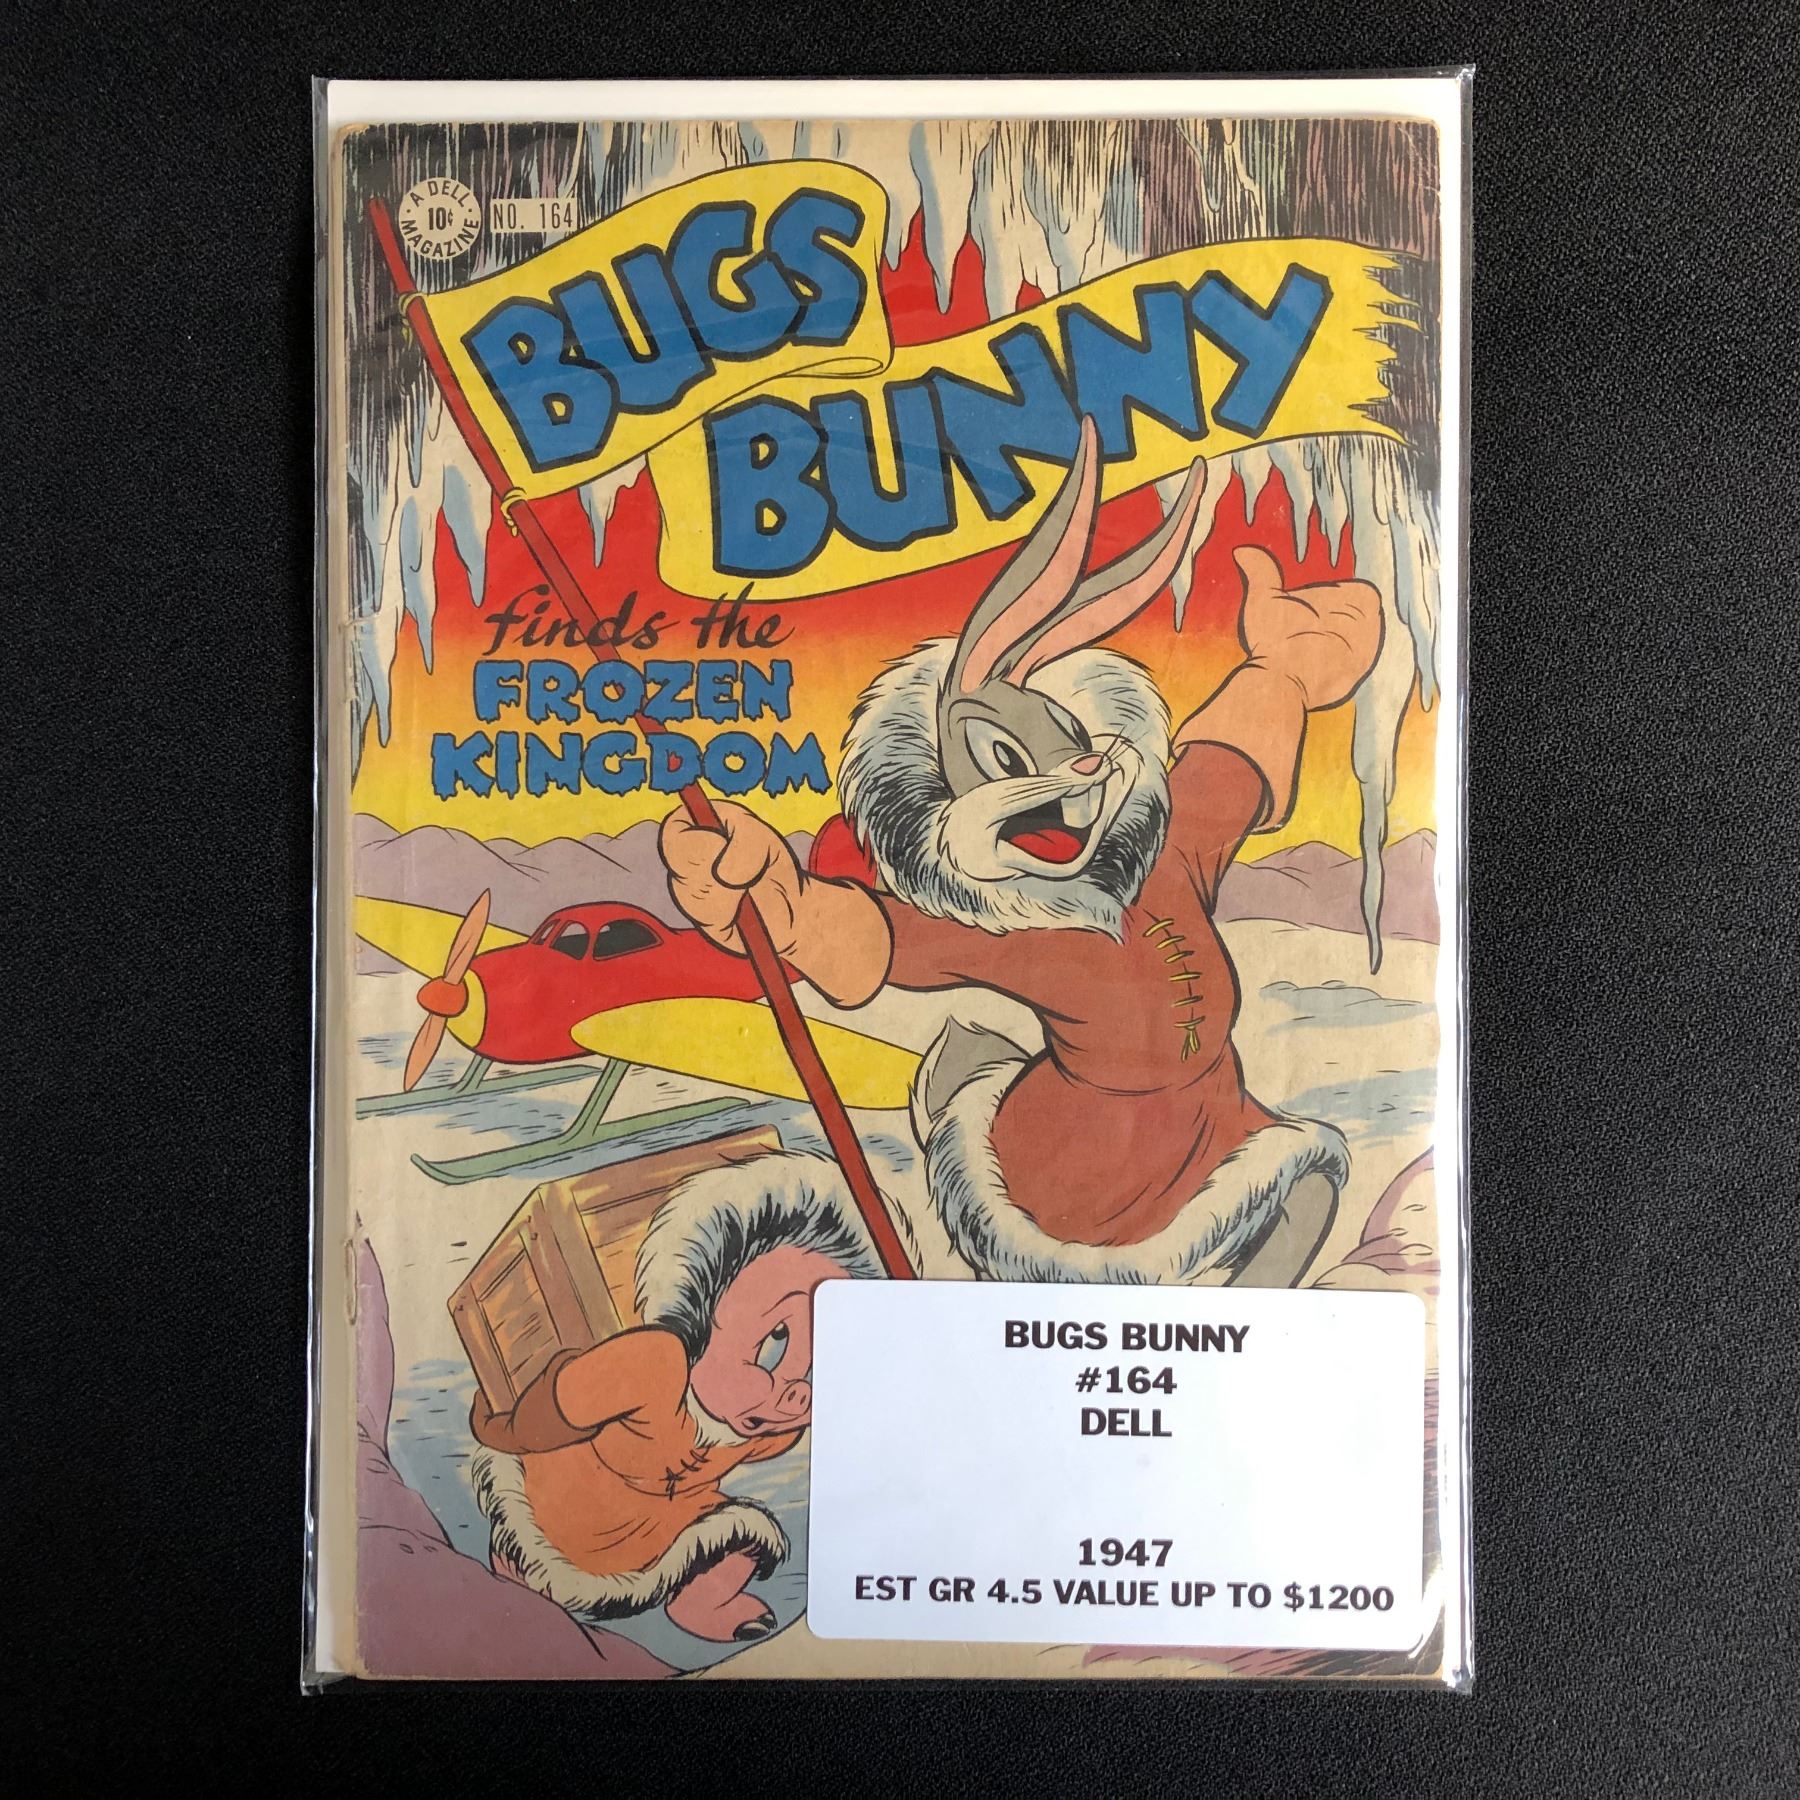 A DELL
10¢
MAGAZINE
NO. 164
BUGS
BUNNY
finds the
FROZEN
KINGDOM
BUGS BUNNY
#164
DELL
1947
EST GR 4.5 VALUE UP TO $1200